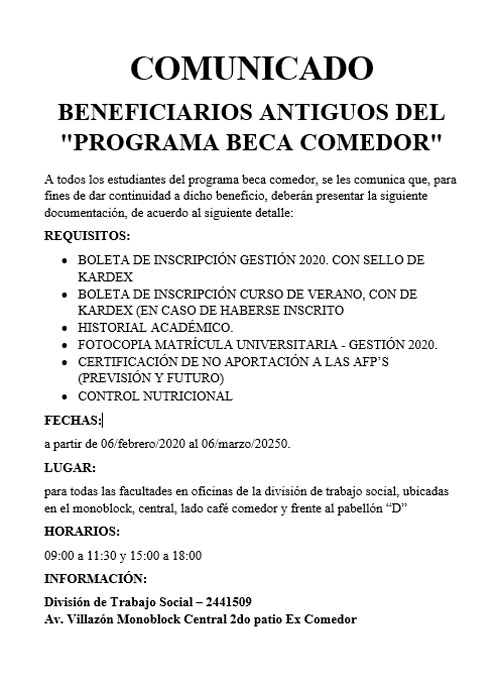 COMUNICADO
BENEFICIARIOS ANTIGUOS DEL
"PROGRAMA BECA COMEDOR"
A todos los estudiantes del programa beca comedor, se les comunica que, para
fines de dar continuidad a dicho beneficio, deberán presentar la siguiente
documentación, de acuerdo al siguiente detalle:
REQUISITOS:
• BOLETA DE INSCRIPCIÓN GESTIÓN 2020. CON SELLO DE
KARDEX
• BOLETA DE INSCRIPCIÓN CURSO DE VERANO, CON DE
KARDEX (EN CASO DE HABERSE INSCRITO
• HISTORIAL ACADÉMICO.
• FOTOCOPIA MATRÍCULA UNIVERSITARIA - GESTIÓN 2020.
• CERTIFICACIÓN DE NO APORTACIÓN A LAS AFP’S
(PREVISIÓN Y FUTURO)
• CONTROL NUTRICIONAL
FECHAS:
a partir de 06/febrero/2020 al 06/marzo/20250.
LUGAR:
para todas las facultades en oficinas de la división de trabajo social, ubicadas
en el monoblock, central, lado café comedor y frente al pabellón “D”
HORARIOS:
09:00 a 11:30 y 15:00 a 18:00
INFORMACIÓN:
División de Trabajo Social – 2441509
Av. Villazón Monoblock Central 2do patio Ex Comedor